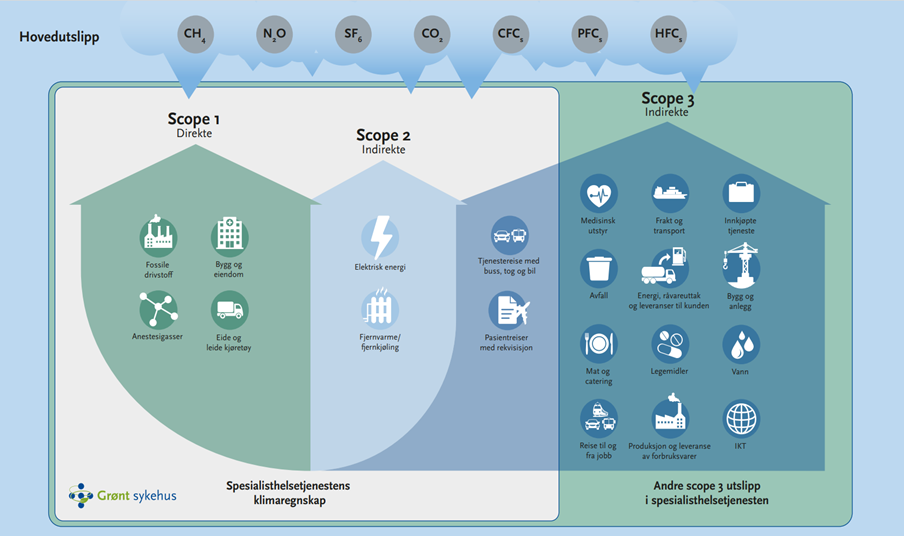 Hovedutslipp
CH4
N2O
SF6
CO2
CFCs
PFCs
HFCs
Scope 1
Direkte
Fossile
drivstoff
Bygg og
eiendom
Anestesigasser
Eide og
leide kjøretøy
Scope 2
Indirekte
Elektrisk energi
Fjernvarme/
fjernkjøling
Scope 3
Indirekte
Tjenestereise med
buss, tog og bil
Pasientreiser
med rekvisisjon
Medisinsk
utstyr
Frakt og
transport
Innkjøpte
tjeneste
Avfall
Energi, råvareuttak
og leveranser til kunden
Bygg og
anlegg
Mat og
catering
Legemidler
Vann
Reise til og
fra jobb
Produksjon og leveranse
av forbruksvarer
IKT
Grønt sykehus
Spesialisthelsetjenestens
klimaregnskap
Andre scope 3 utslipp
i spesialisthelsetjenesten